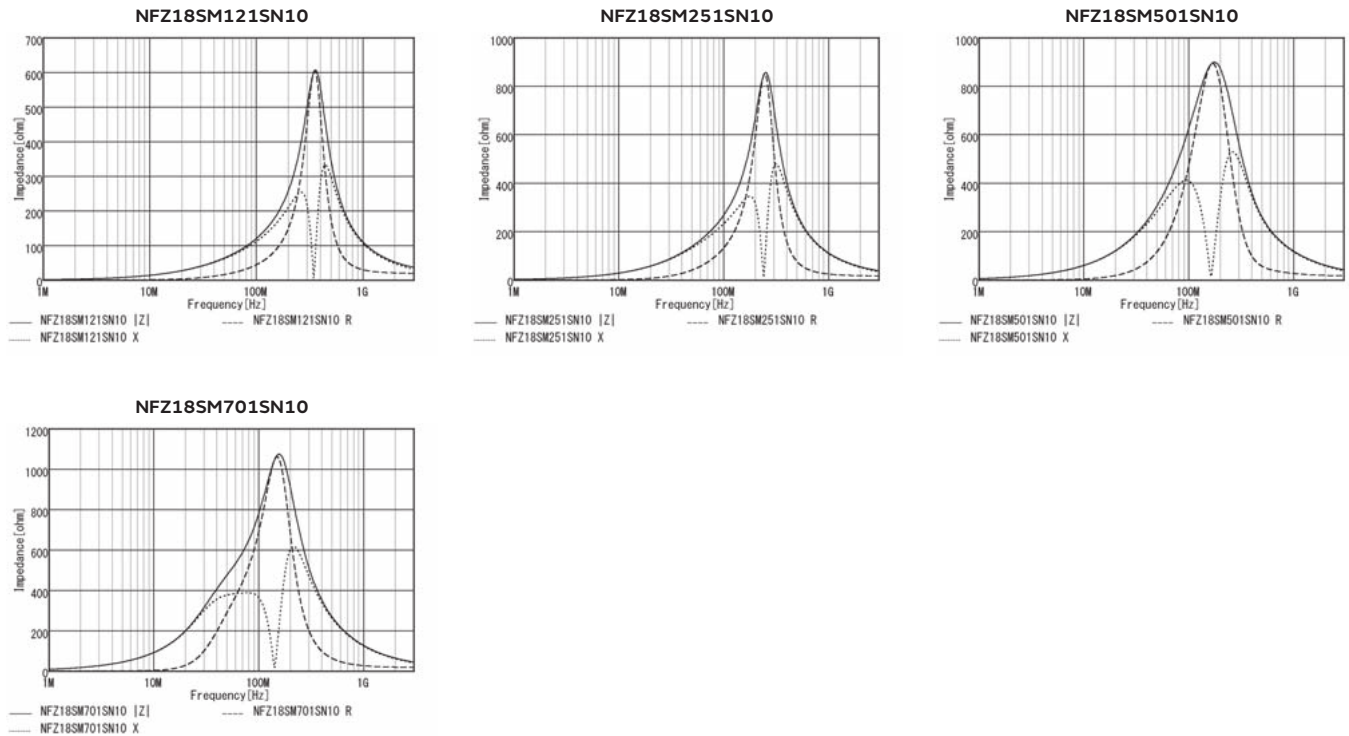 NFZ18SM121SN10
700
600
500
400
300
200
100
0
Impedance[ohm]
1M 10M 100M 1G
Frequency[Hz]
NFZ18SM121SN10 |Z| NFZ18SM121SN10 R
NFZ18SM121SN10 X
NFZ18SM251SN10
1000
800
600
400
200
0
Impedance[ohm]
1M 10M 100M 1G
Frequency[Hz]
NFZ18SM251SN10 |Z| NFZ18SM251SN10 R
NFZ18SM251SN10 X
NFZ18SM501SN10
1000
800
600
400
200
0
Impedance[ohm]
1M 10M 100M 1G
Frequency[Hz]
NFZ18SM501SN10 |Z| NFZ18SM501SN10 R
NFZ18SM501SN10 X
NFZ18SM701SN10
1200
1000
800
600
400
200
0
Impedance[ohm]
1M 10M 100M 1G
Frequency[Hz]
NFZ18SM701SN10 |Z| NFZ18SM701SN10 R
NFZ18SM701SN10 X